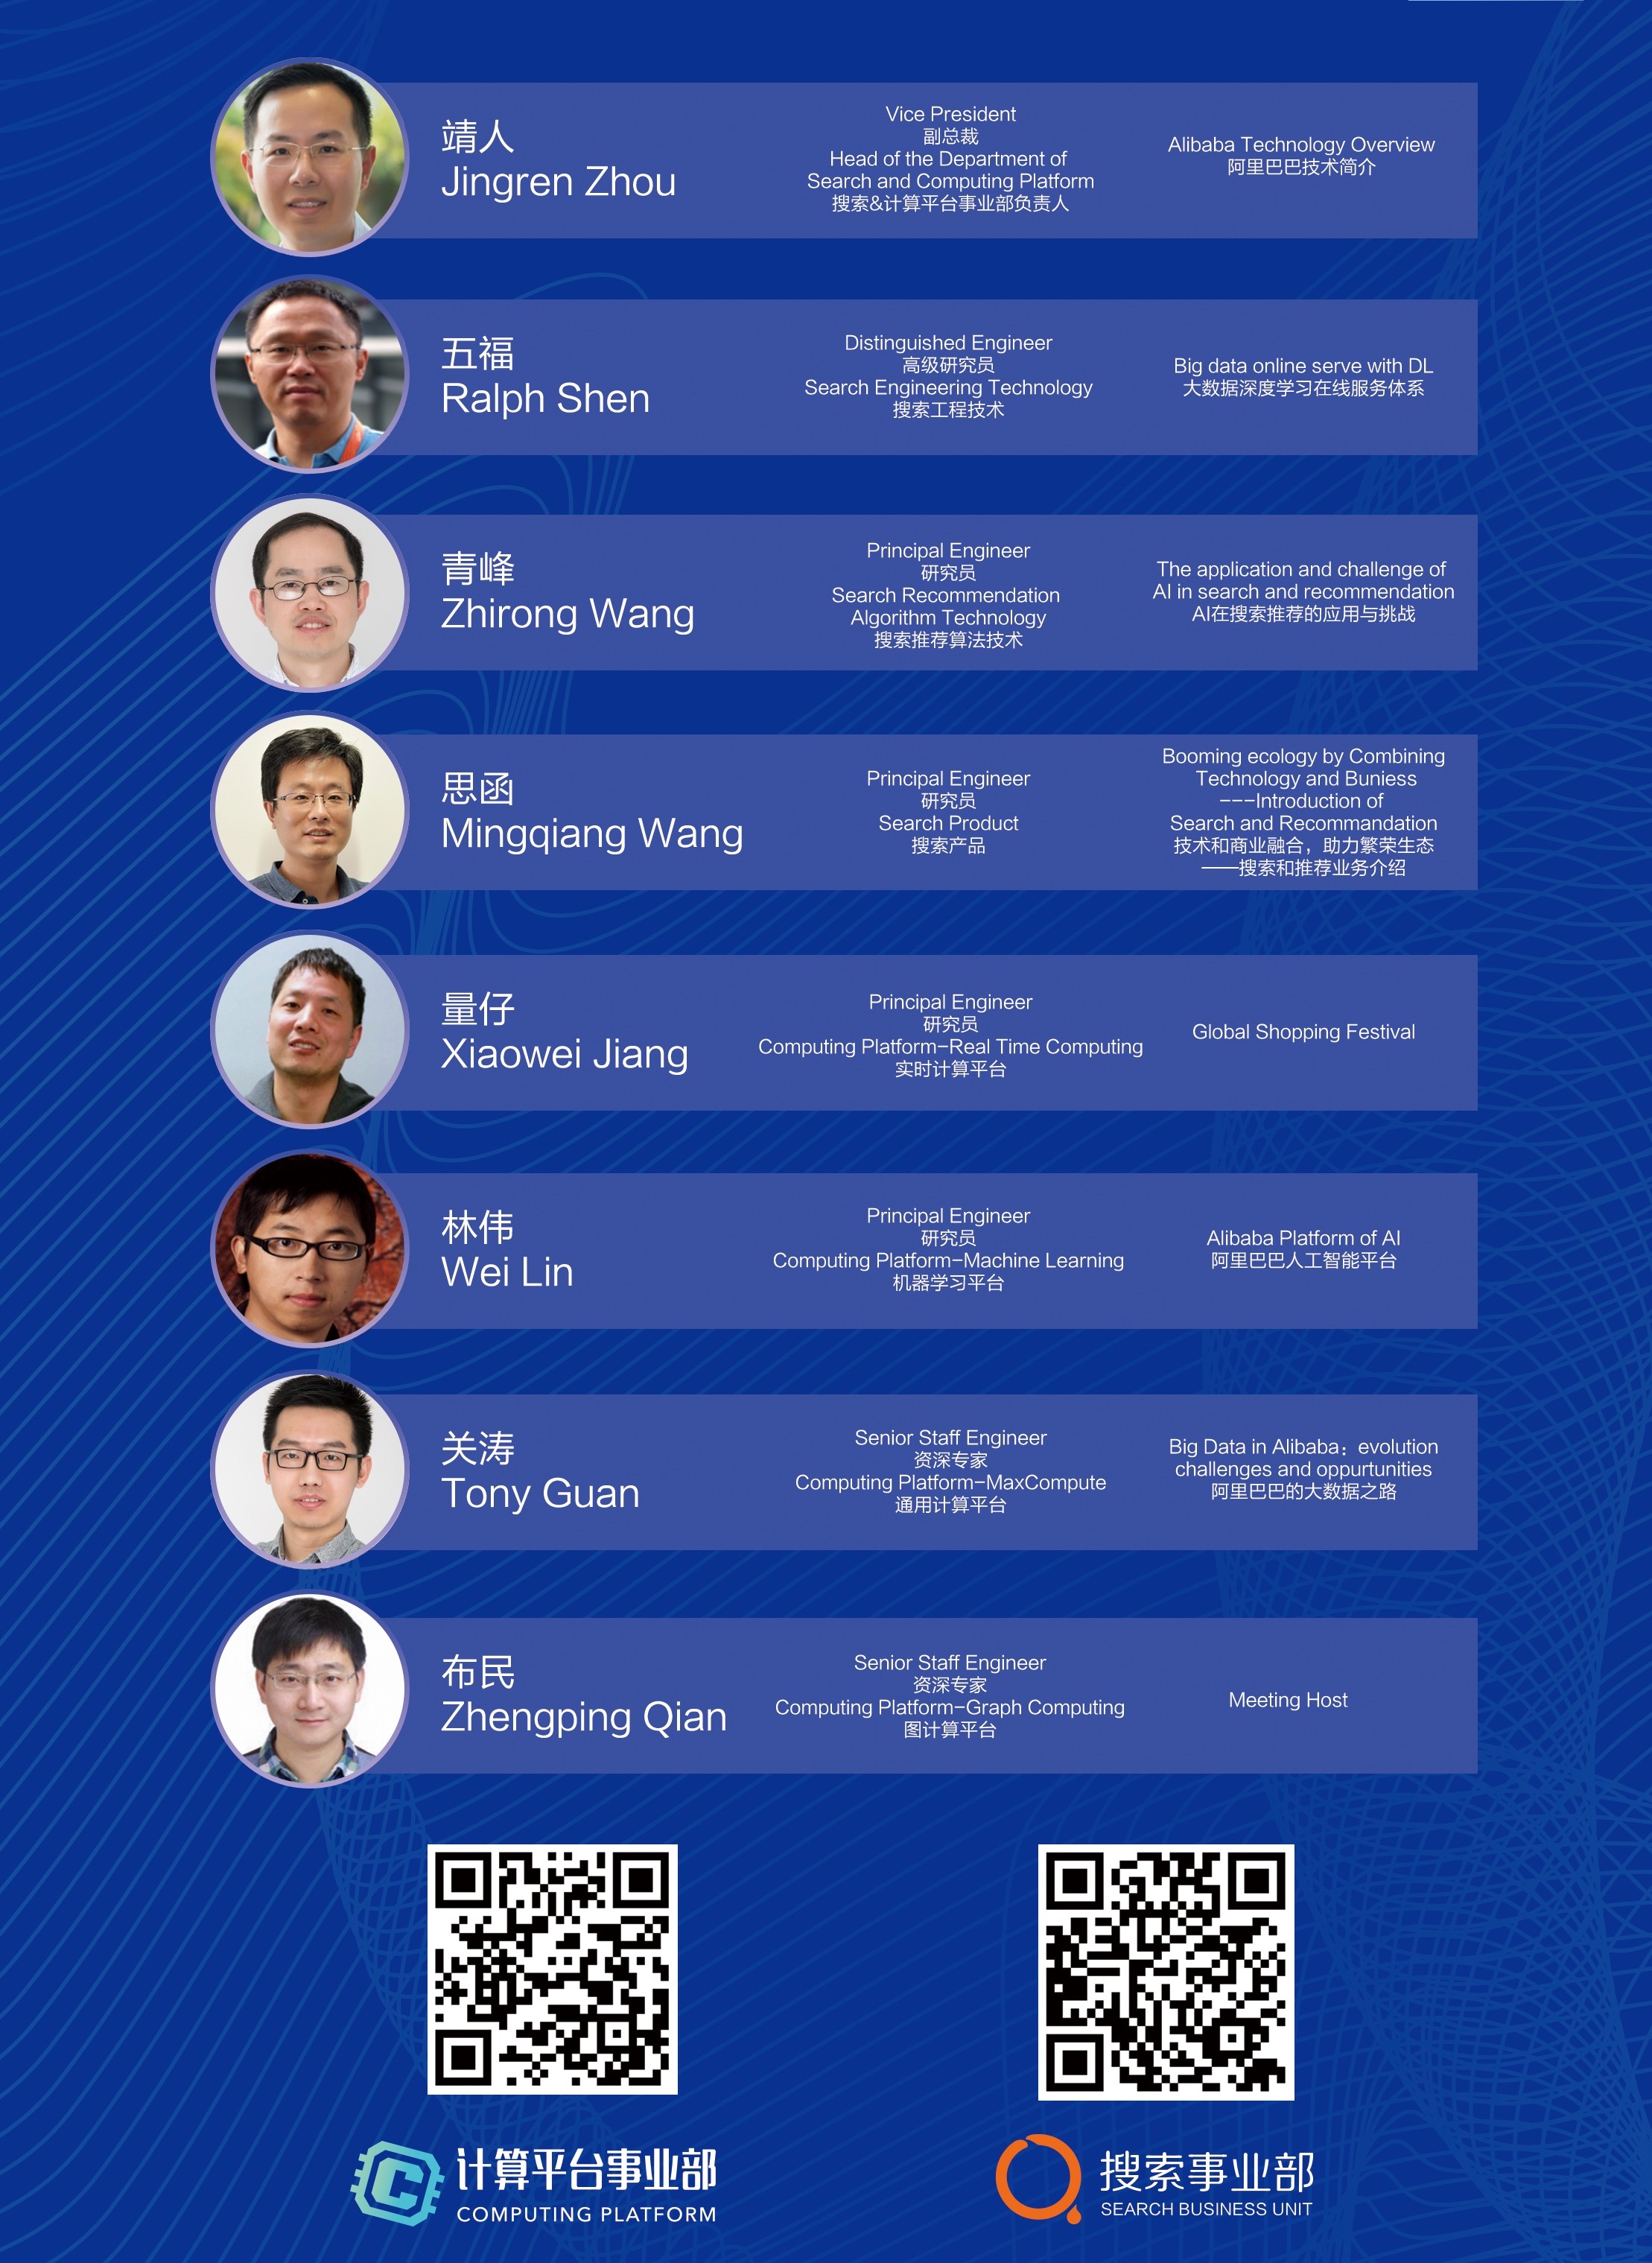 靖人
Jingren Zhou
Vice President
副总裁
Head of the Department of
Search and Computing Platform
搜索&计算平台事业部负责人
Alibaba Technology Overview
阿里巴巴技术简介
五福
Ralph Shen
Distinguished Engineer
高级研究员
Search Engineering Technology
搜索工程技术
Big data online serve with DL
大数据深度学习在线服务体系
青峰
Zhirong Wang
Principal Engineer
研究员
Search Recommendation
Algorithm Technology
搜索推荐算法技术
The application and challenge of
AI in search and recommendation
AI在搜索推荐的应用与挑战
思函
Mingqiang Wang
Principal Engineer
研究员
Search Product
搜索产品
Booming ecology by Combining
Technology and Buniess
---Introduction of
Search and Recommandation
技术和商业融合，助力繁荣生态
——搜索和推荐业务介绍
量仔
Xiaowei Jiang
Principal Engineer
研究员
Computing Platform-Real Time Computing
实时计算平台
Global Shopping Festival
林伟
Wei Lin
Principal Engineer
研究员
Computing Platform-Machine Learning
机器学习平台
Alibaba Platform of AI
阿里巴巴人工智能平台
关涛
Tony Guan
Senior Staff Engineer
资深专家
Computing Platform-MaxCompute
通用计算平台
Big Data in Alibaba：evolution
challenges and oppurtunities
阿里巴巴的大数据之路
布民
Zhengping Qian
Senior Staff Engineer
资深专家
Computing Platform-Graph Computing
图计算平台
Meeting Host
计算平台事业部
COMPUTING PLATFORM
搜索事业部
SEARCH BUSINESS UNIT